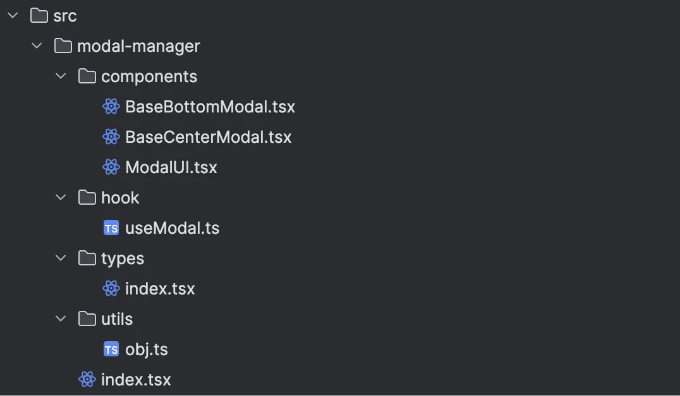 src
modal-manager
components
BaseBottomModal.tsx
BaseCenterModal.tsx
ModalUI.tsx
hook
TS useModal.ts
types
index.tsx
utils
TS obj.ts
index.tsx